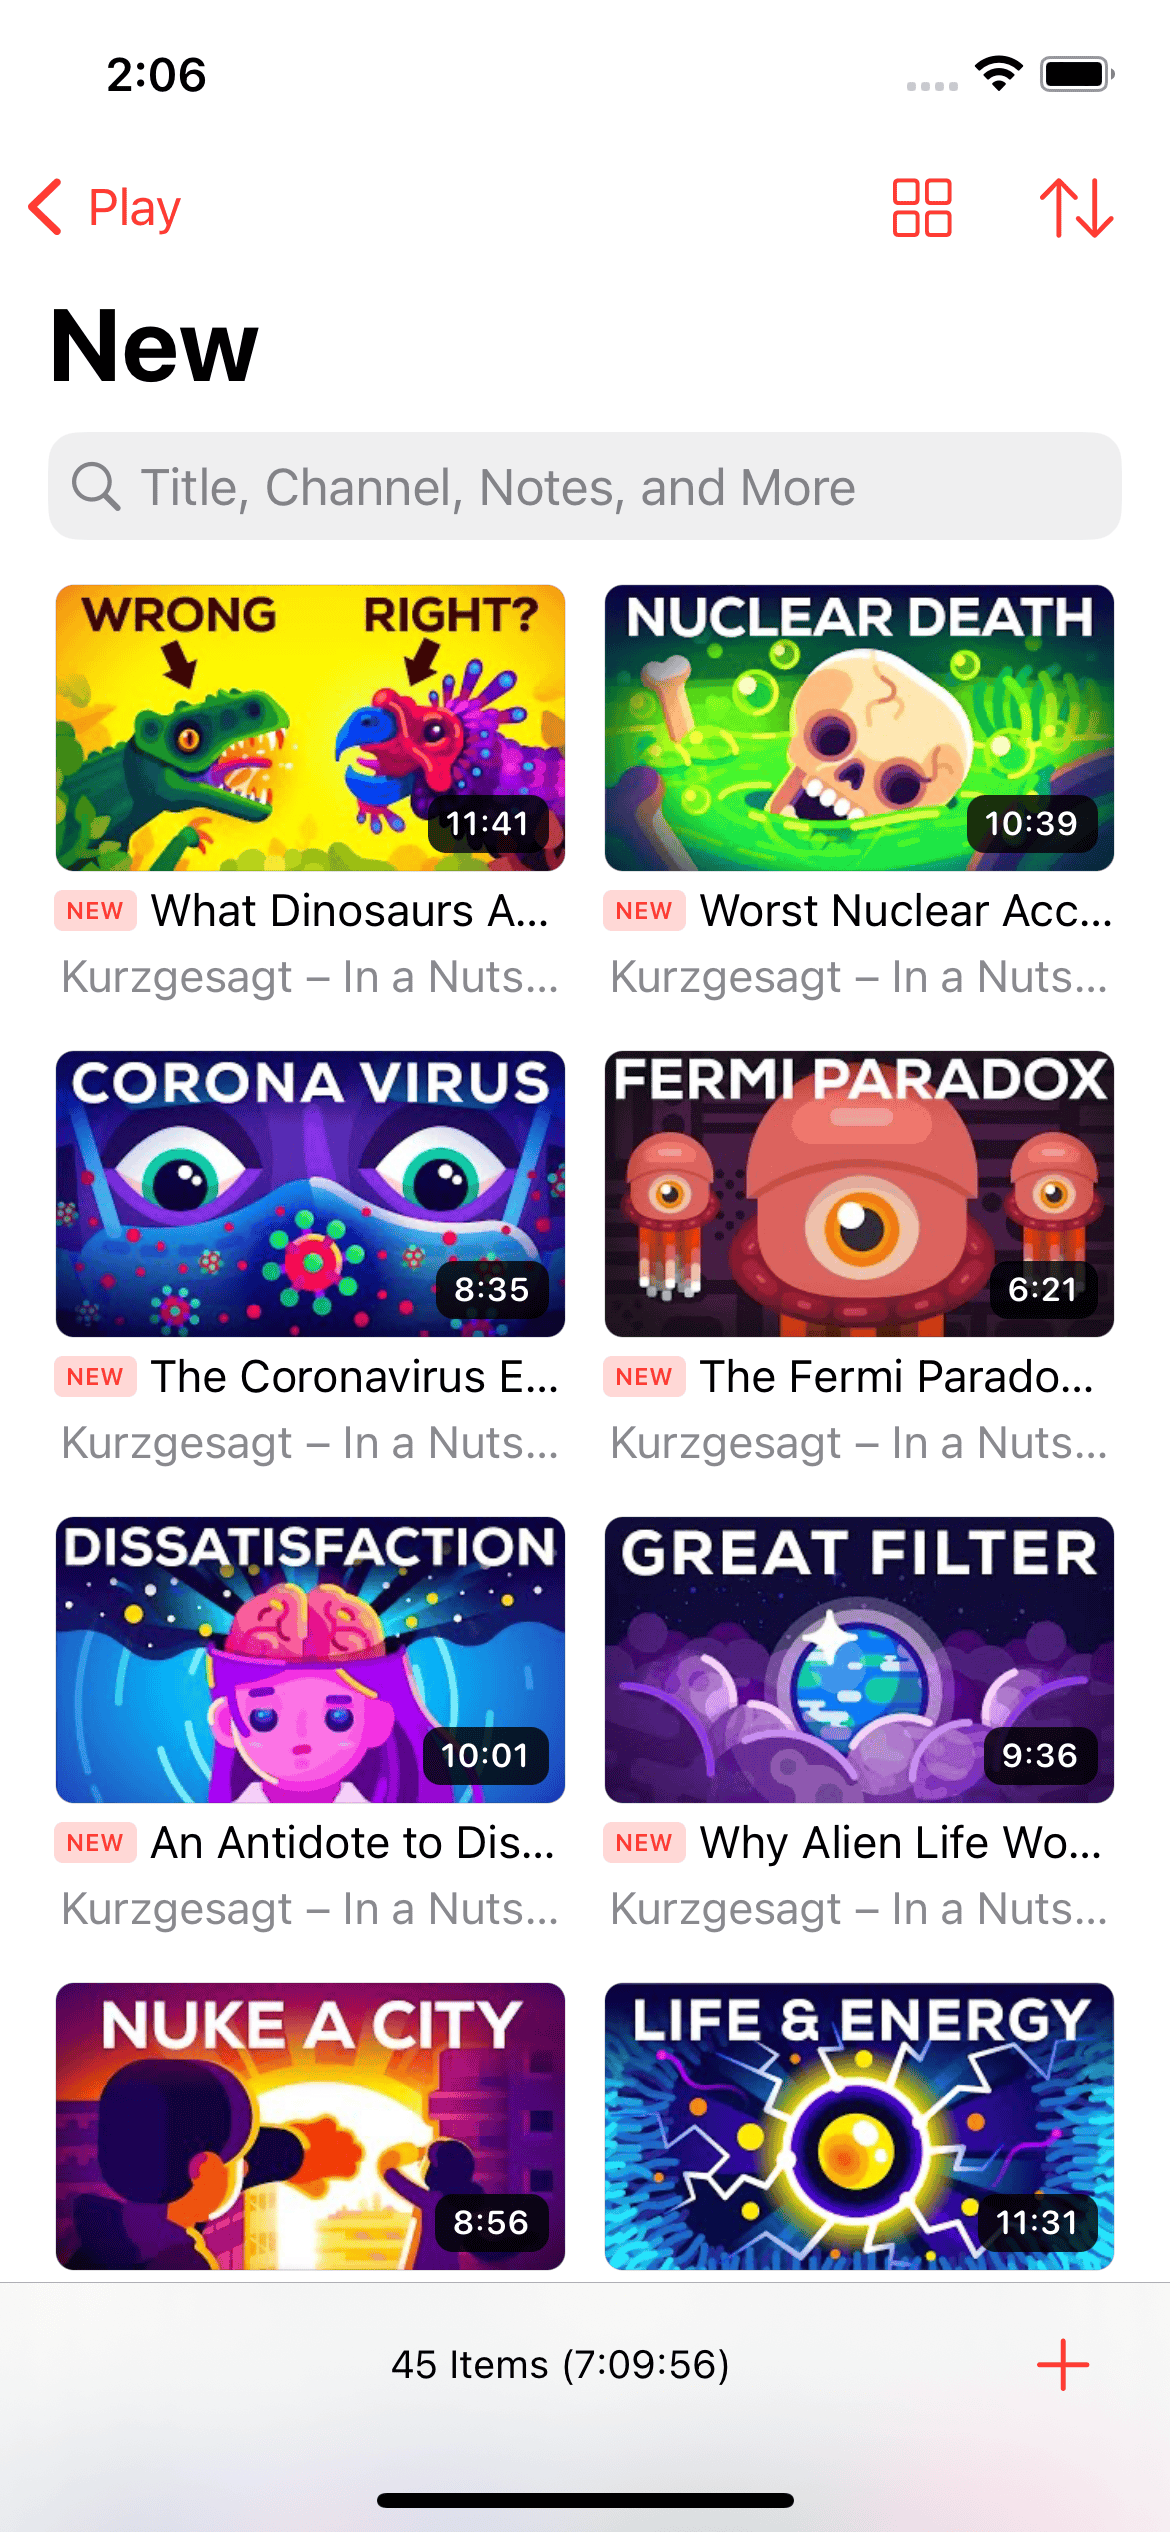 2:06
Play
New
Title, Channel, Notes, and More
WRONG RIGHT?
11:41
NEW What Dinosaurs A...
Kurzgesagt – In a Nuts...
NUCLEAR DEATH
10:39
NEW Worst Nuclear Acc...
Kurzgesagt – In a Nuts...
CORONA VIRUS
8:35
NEW The Coronavirus E...
Kurzgesagt – In a Nuts...
FERMI PARADOX
6:21
NEW The Fermi Parado...
Kurzgesagt – In a Nuts...
DISSATISFACTION
10:01
NEW An Antidote to Dis...
Kurzgesagt – In a Nuts...
GREAT FILTER
9:36
NEW Why Alien Life Wo...
Kurzgesagt – In a Nuts...
NUKE A CITY
8:56
LIFE & ENERGY
11:31
45 Items (7:09:56)